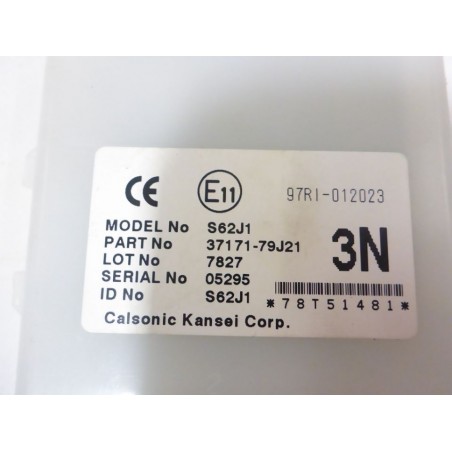 CE E11 97RI-012023
MODEL No S62J1
PART No 37171-79J21
LOT No 7827
SERIAL No 05295
ID No S62J1
3N
*78T51481*
Calsonic Kansei Corp.